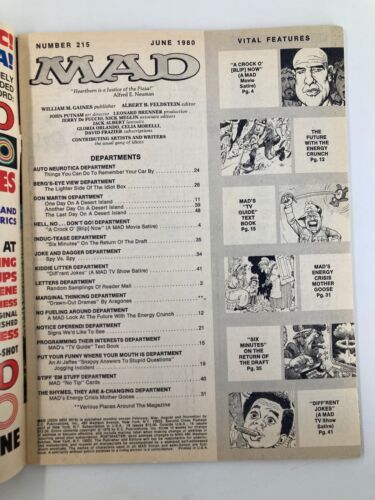 NUMBER 215
JUNE 1980
MAD
"Heartburn is a Justice of the Pizza!"
Alfred E. Neuman
WILLIAM M. GAINES publisher ALBERT B. FELDSTEIN editor
JOHN PUTNAM art director LEONARD BRENNER production
JERRY DE FUCCIO, NICK MEGLIN associate editors
JACK ALBERT lawsuits
GLORIA ORLANDO, CELIA MORELLI,
DAVID FRAZIER subscriptions
CONTRIBUTING ARTISTS AND WRITERS
the usual gang of idiots
DEPARTMENTS
AUTO NEUROTICA DEPARTMENT
Things You Can Do To Remember Your Car By 24
BERG'S-EYE VIEW DEPARTMENT
The Lighter Side Of The Idiot Box 26
DON MARTIN DEPARTMENT
One Day On A Desert Island 11
Another Day On A Desert Island 39
The Last Day On A Desert Island 48
HELL, NO... DON'T GO! DEPARTMENT
"A Crock O' [Blip] Now" (A MAD Movie Satire) 4
INDUC-TEASE DEPARTMENT
"Six Minutes" On The Return Of The Draft 35
JOKE AND DAGGER DEPARTMENT
Spy Vs. Spy 34
KIDDIE LITTER DEPARTMENT
"Diff'rent Jokes" (A MAD TV Show Satire) 41
LETTERS DEPARTMENT
Random Samplings Of Reader Mail 2
MARGINAL THINKING DEPARTMENT
"Drawn-Out Dramas" By Aragones **
NO FUELING AROUND DEPARTMENT
A MAD Look At The Future With The Energy Crunch 12
NOTICE OPERENDI DEPARTMENT
Signs We'd Like To See 21
PROGRAMMING THEIR INTERESTS DEPARTMENT
MAD's "TV Guide" Text Book 15
PUT YOUR FUNNY WHERE YOUR MOUTH IS DEPARTMENT
An Al Jaffee "Snappy Answers To Stupid Questions"
Jogging Incident 19
STIFF 'EM STUFF DEPARTMENT
MAD "No Tip" Cards 40
THE RHYMES, THEY ARE A-CHANGING DEPARTMENT
MAD's Energy Crisis Mother Goose 31
**Various Places Around The Magazine
VITAL FEATURES
"A CROCK O'
[BLIP] NOW"
(A MAD
Movie
Satire)
Pg. 4
THE
FUTURE
WITH THE
ENERGY
CRUNCH
Pg. 12
MAD'S
"TV
GUIDE"
TEXT
BOOK
Pg. 15
MAD'S
ENERGY
CRISIS
MOTHER
GOOSE
Pg. 31
"SIX
MINUTES"
ON THE
RETURN
OF THE
DRAFT
Pg. 35
"DIFF'RENT
JOKES"
(A MAD
TV Show
Satire)
Pg. 41